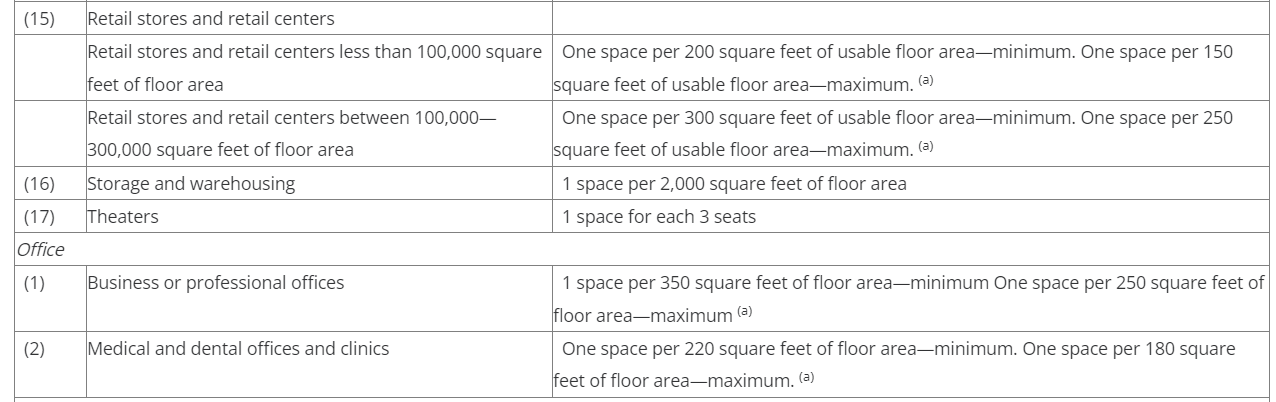 (15) Retail stores and retail centers
Retail stores and retail centers less than 100,000 square
feet of floor area
One space per 200 square feet of usable floor area—minimum. One space per 150
square feet of usable floor area—maximum. (a)
Retail stores and retail centers between 100,000—
300,000 square feet of floor area
One space per 300 square feet of usable floor area—minimum. One space per 250
square feet of usable floor area—maximum. (a)
(16) Storage and warehousing 1 space per 2,000 square feet of floor area
(17) Theaters 1 space for each 3 seats
Office
(1) Business or professional offices
1 space per 350 square feet of floor area—minimum One space per 250 square feet of
floor area—maximum (a)
(2) Medical and dental offices and clinics
One space per 220 square feet of floor area—minimum. One space per 180 square
feet of floor area—maximum. (a)